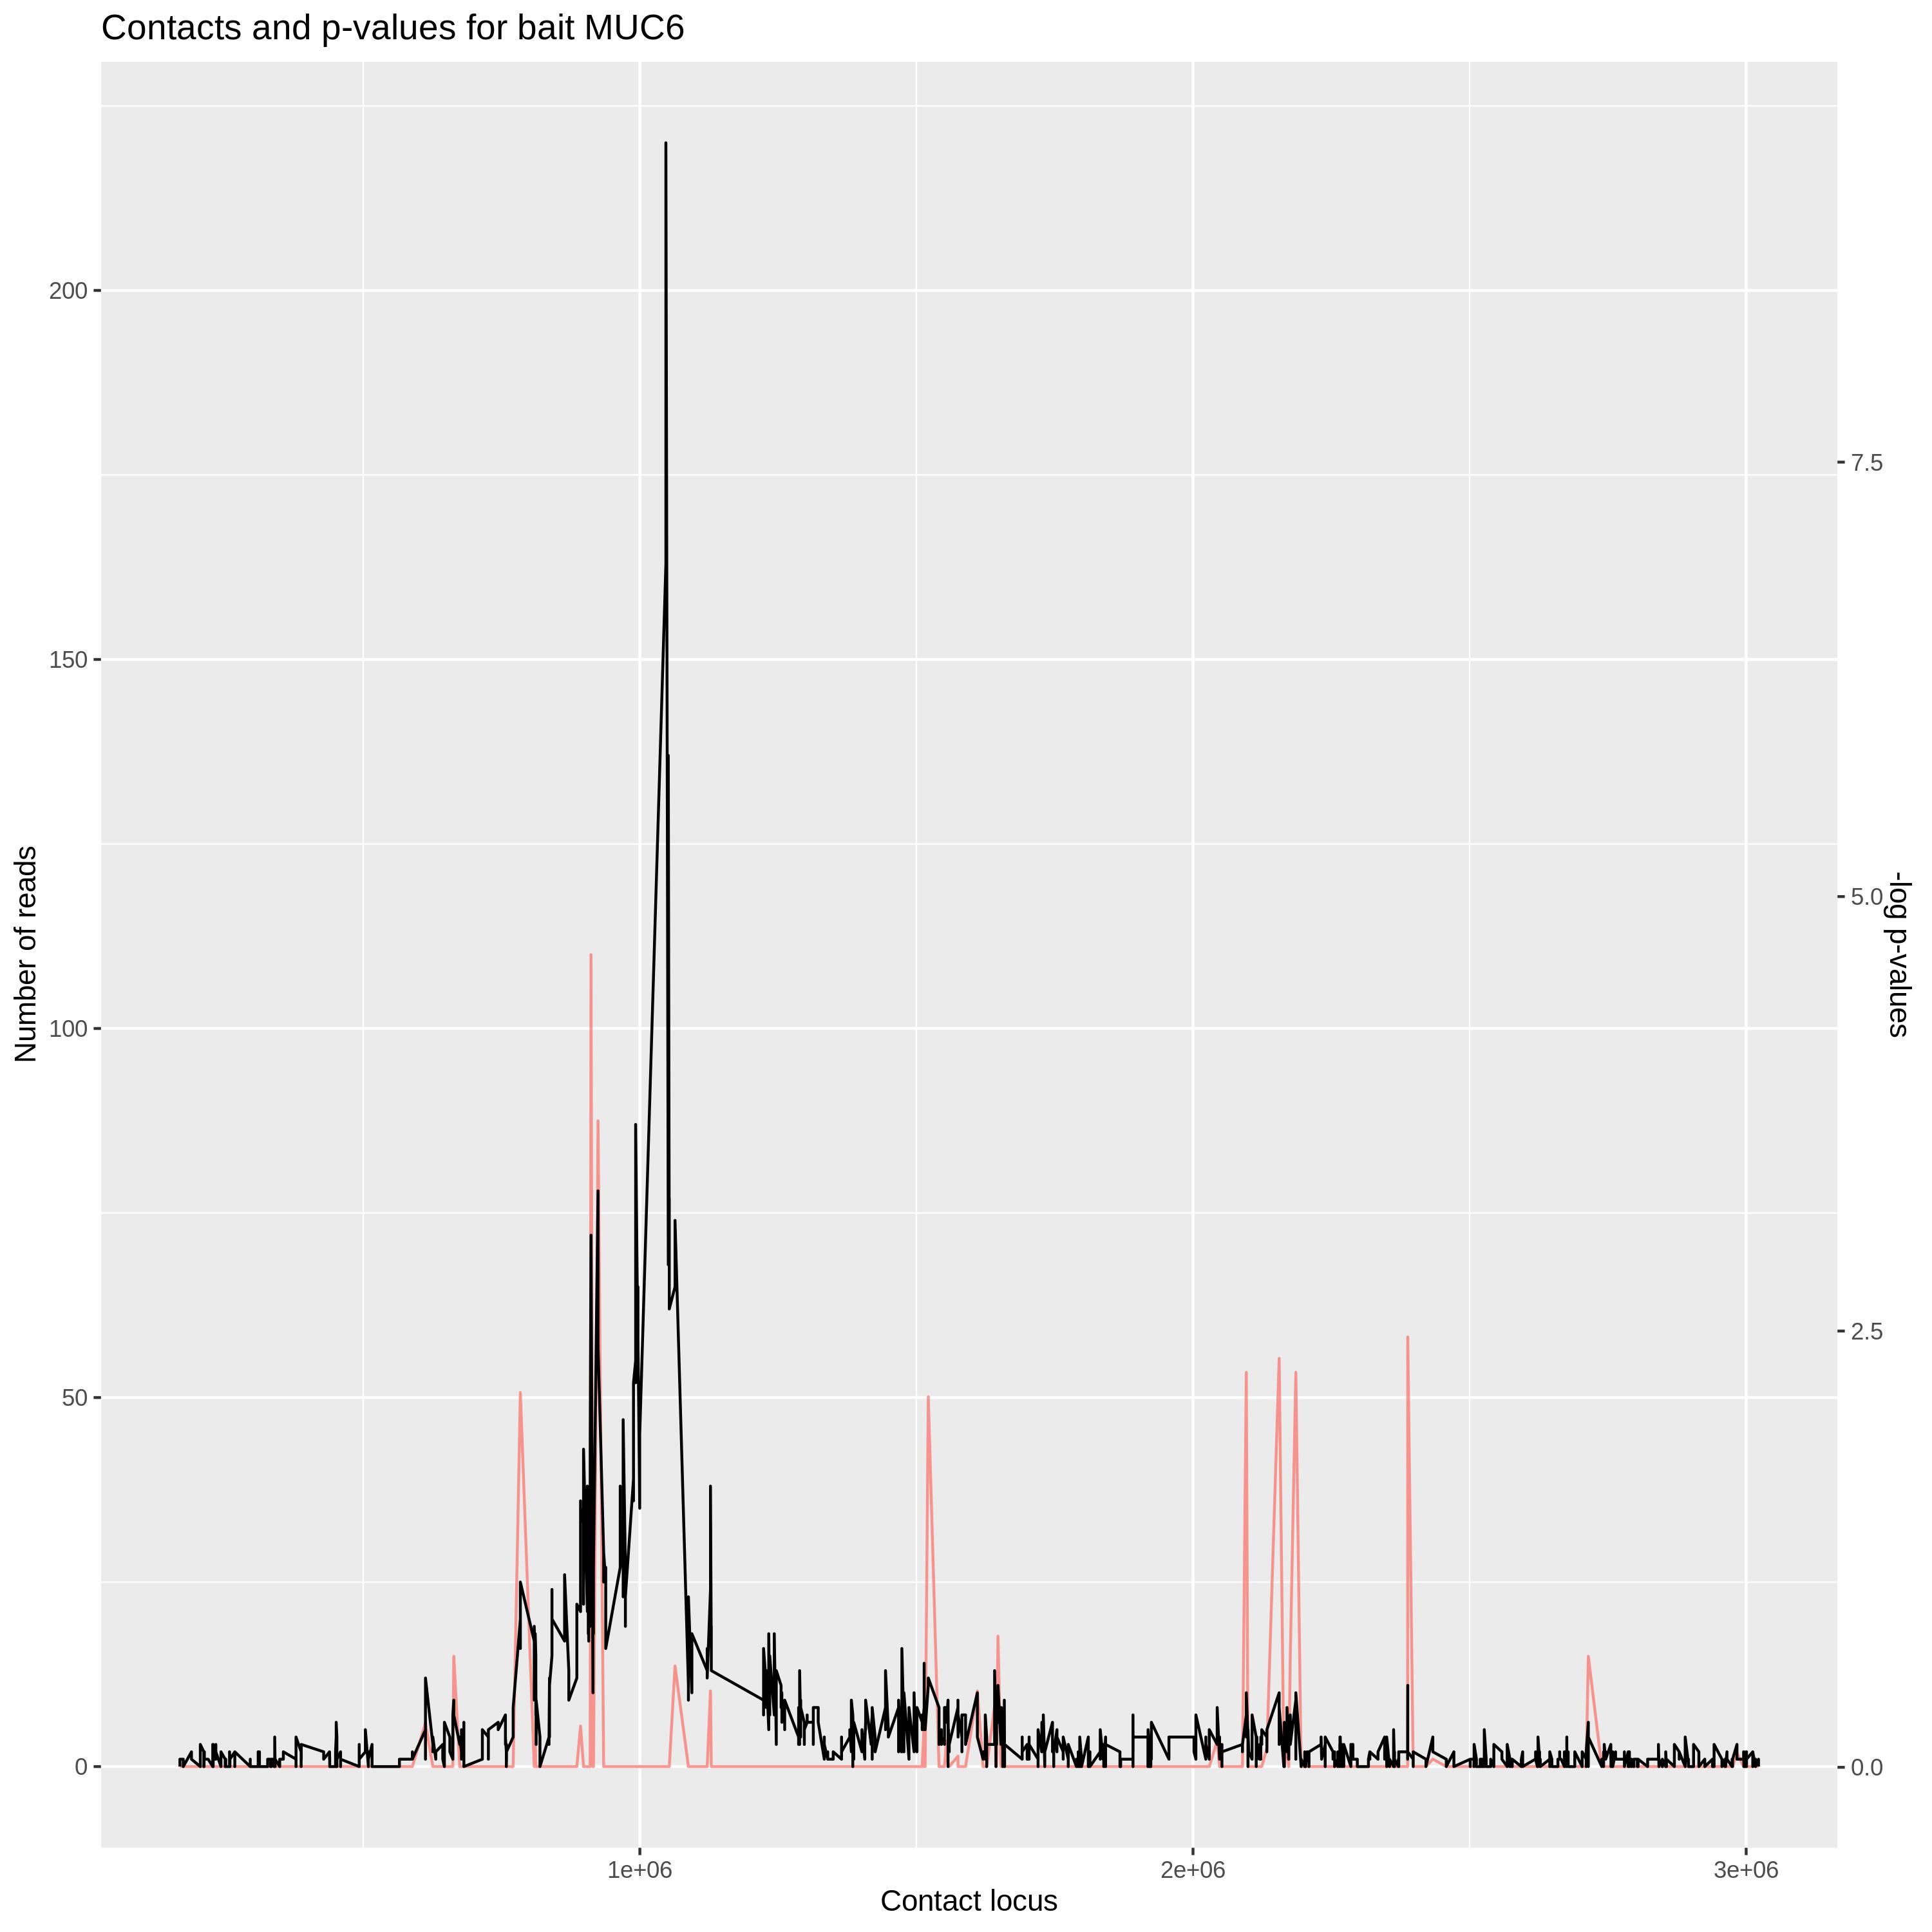 Contacts and p-values for bait MUC6
Number of reads
200
150
100
50
0
7.5
5.0
2.5
0.0
-log p-values
1e+06
2e+06
3e+06
Contact locus